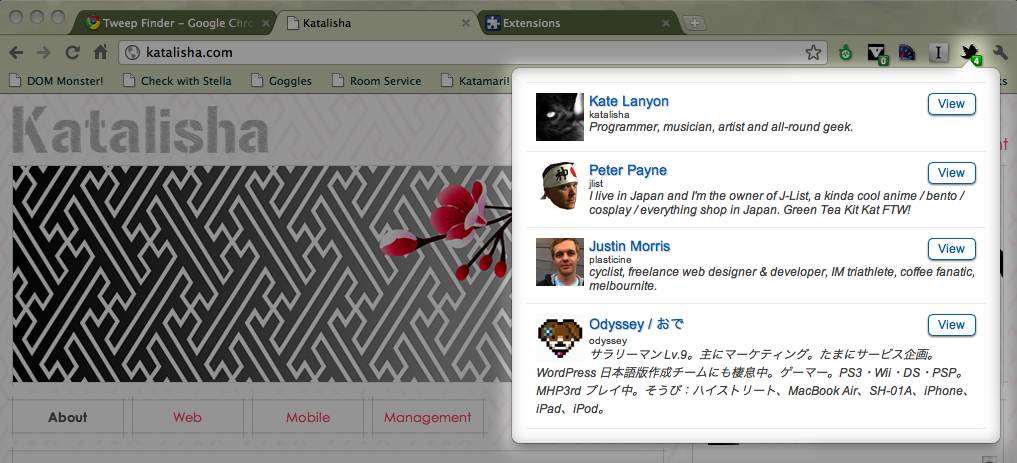 Tweep Finder – Google Chro
Katalisha
Extensions
katalisha.com
0
4
DOM Monster!
Check with Stella
Goggles
Room Service
Katamari!
ks
Katalisha
nt
About
Web
Mobile
Management
Kate Lanyon
View
katalisha
Programmer, musician, artist and all-round geek.
Peter Payne
View
jlist
I live in Japan and I'm the owner of J-List, a kinda cool anime / bento /
cosplay / everything shop in Japan. Green Tea Kit Kat FTW!
Justin Morris
View
plasticine
cyclist, freelance web designer & developer, IM triathlete, coffee fanatic,
melbournite.
Odyssey / おで
View
odyssey
サラリーマン Lv.9。主にマーケティング。たまにサービス企画。
WordPress 日本語版作成チームにも棲息中。ゲーマー。PS3・Wii・DS・PSP。
MHP3rd プレイ中。そうび：ハイストリート、MacBook Air、SH-01A、iPhone、
iPad、iPod。